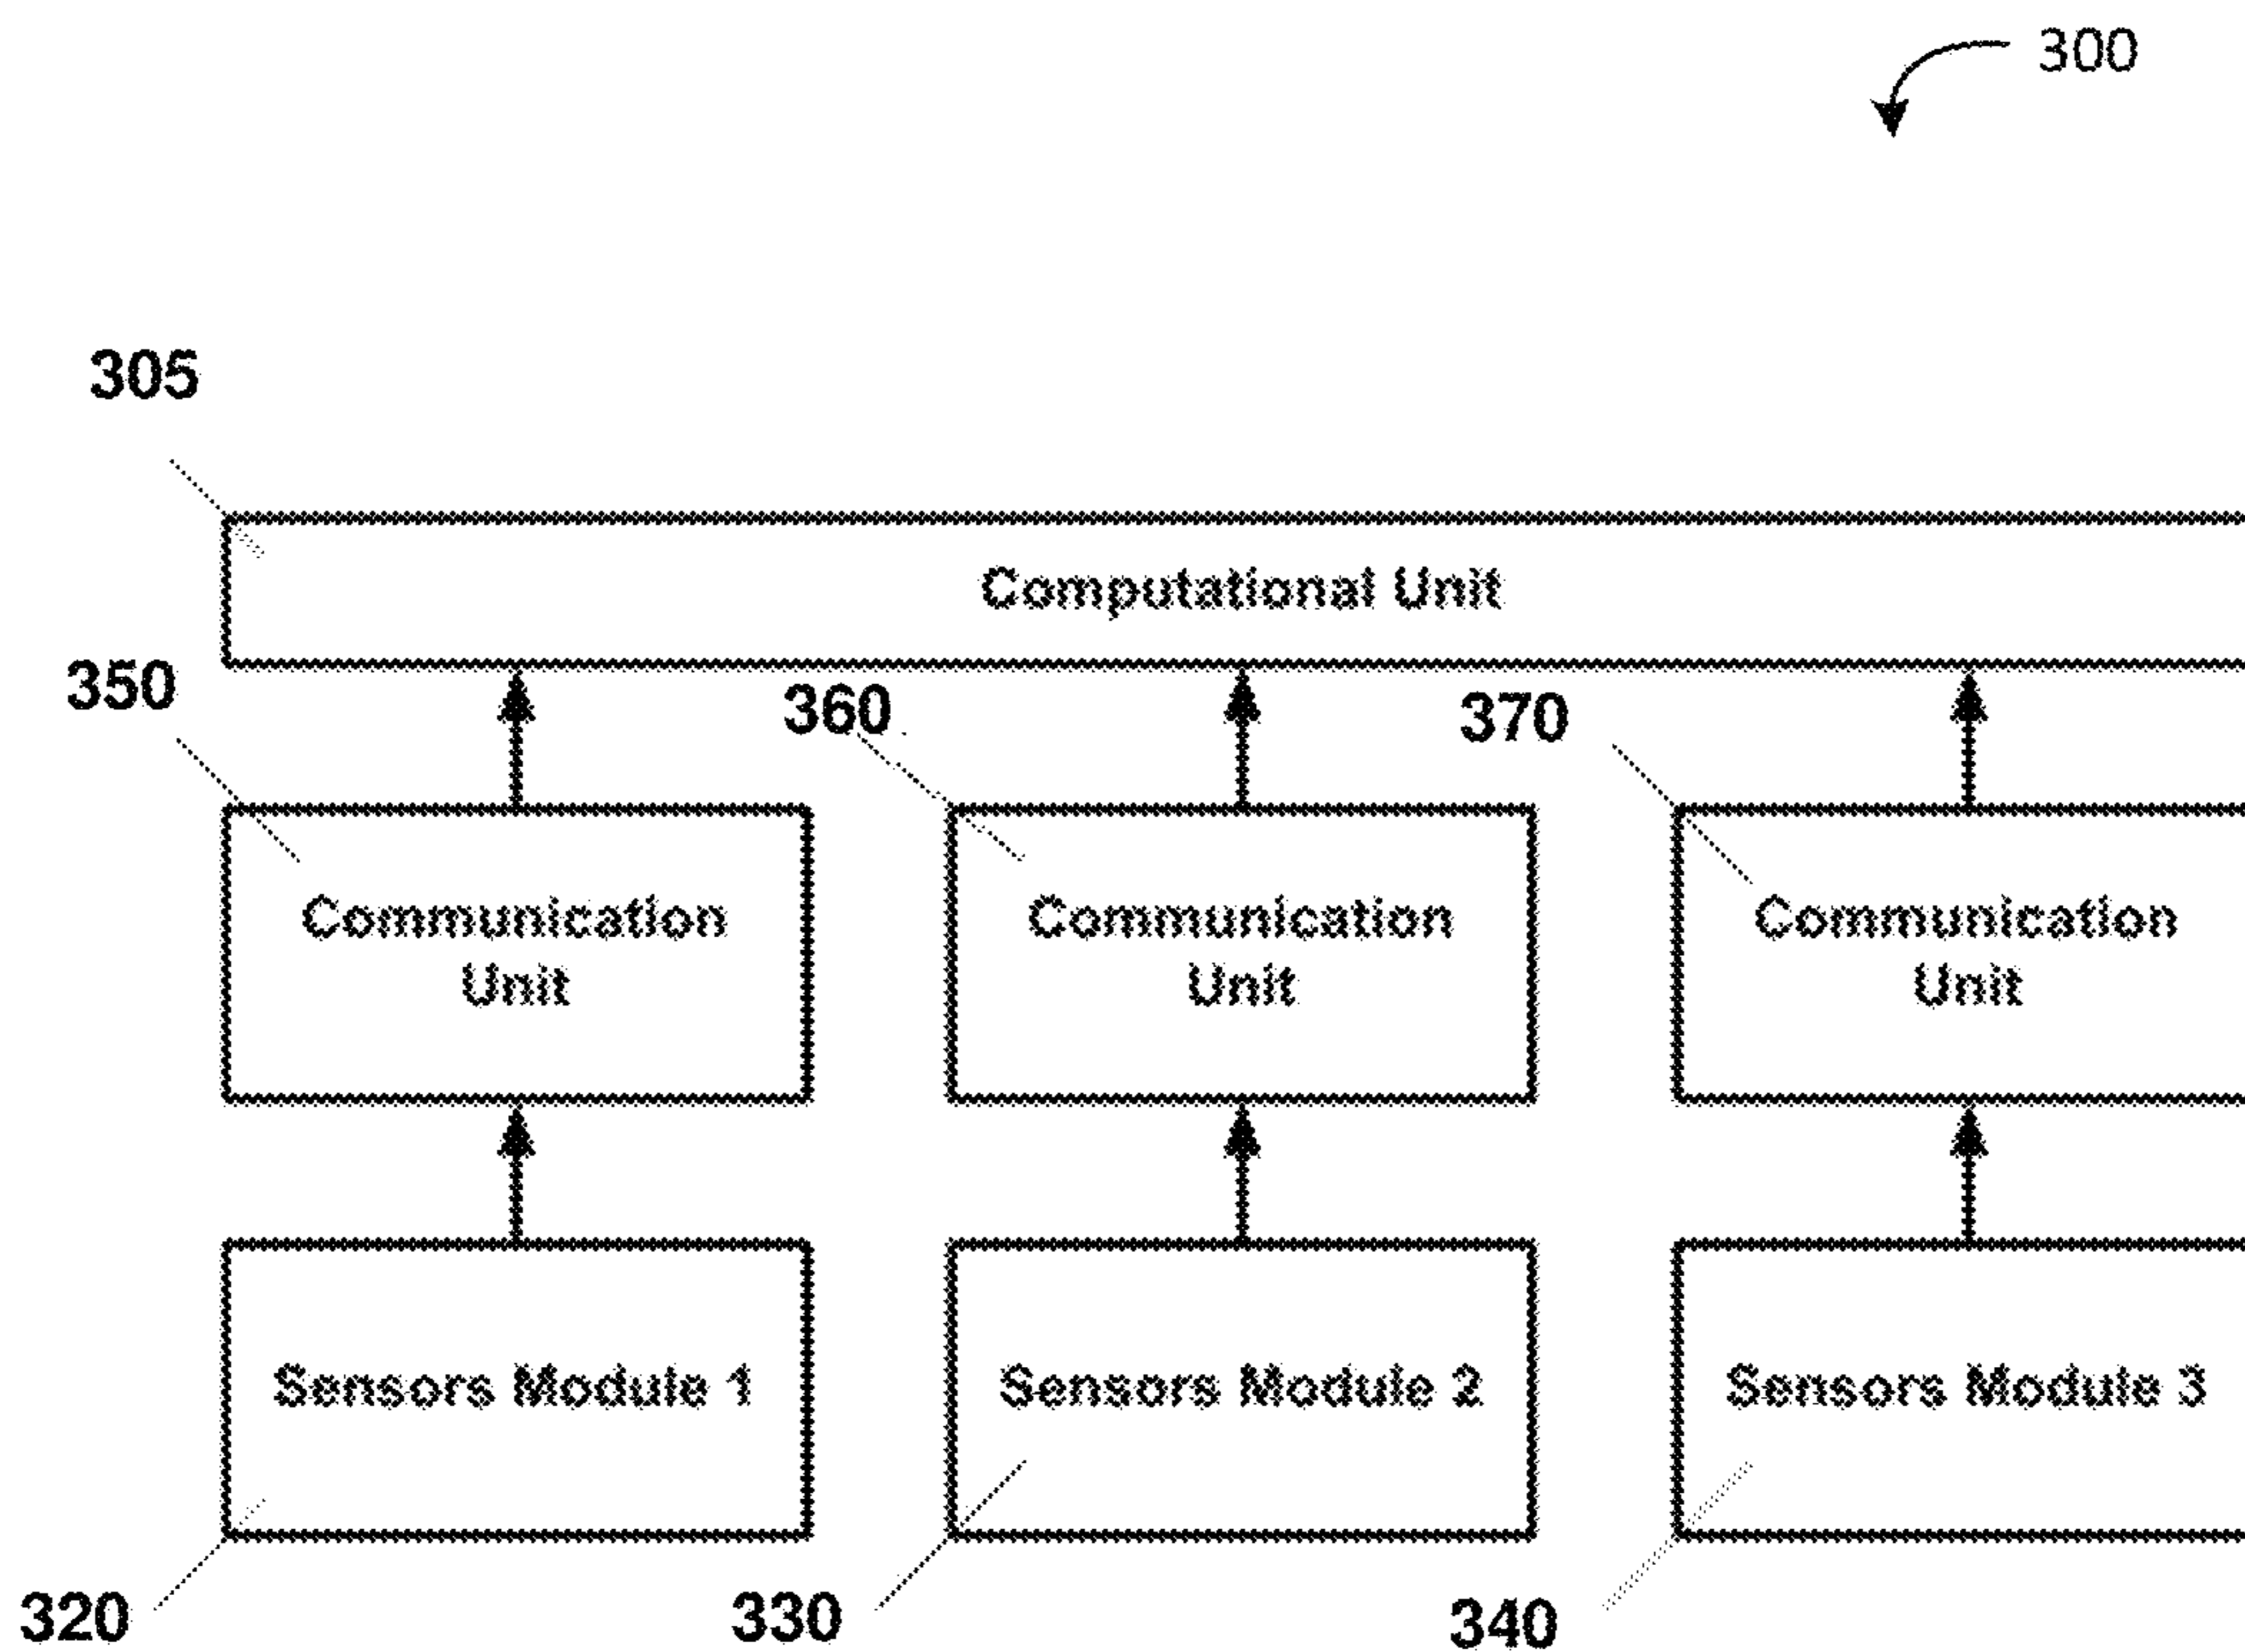 300
305
Computational Unit
350
360
370
Communication
Unit
Communication
Unit
Communication
Unit
Sensors Module 1
Sensors Module 2
Sensors Module 3
320
330
340